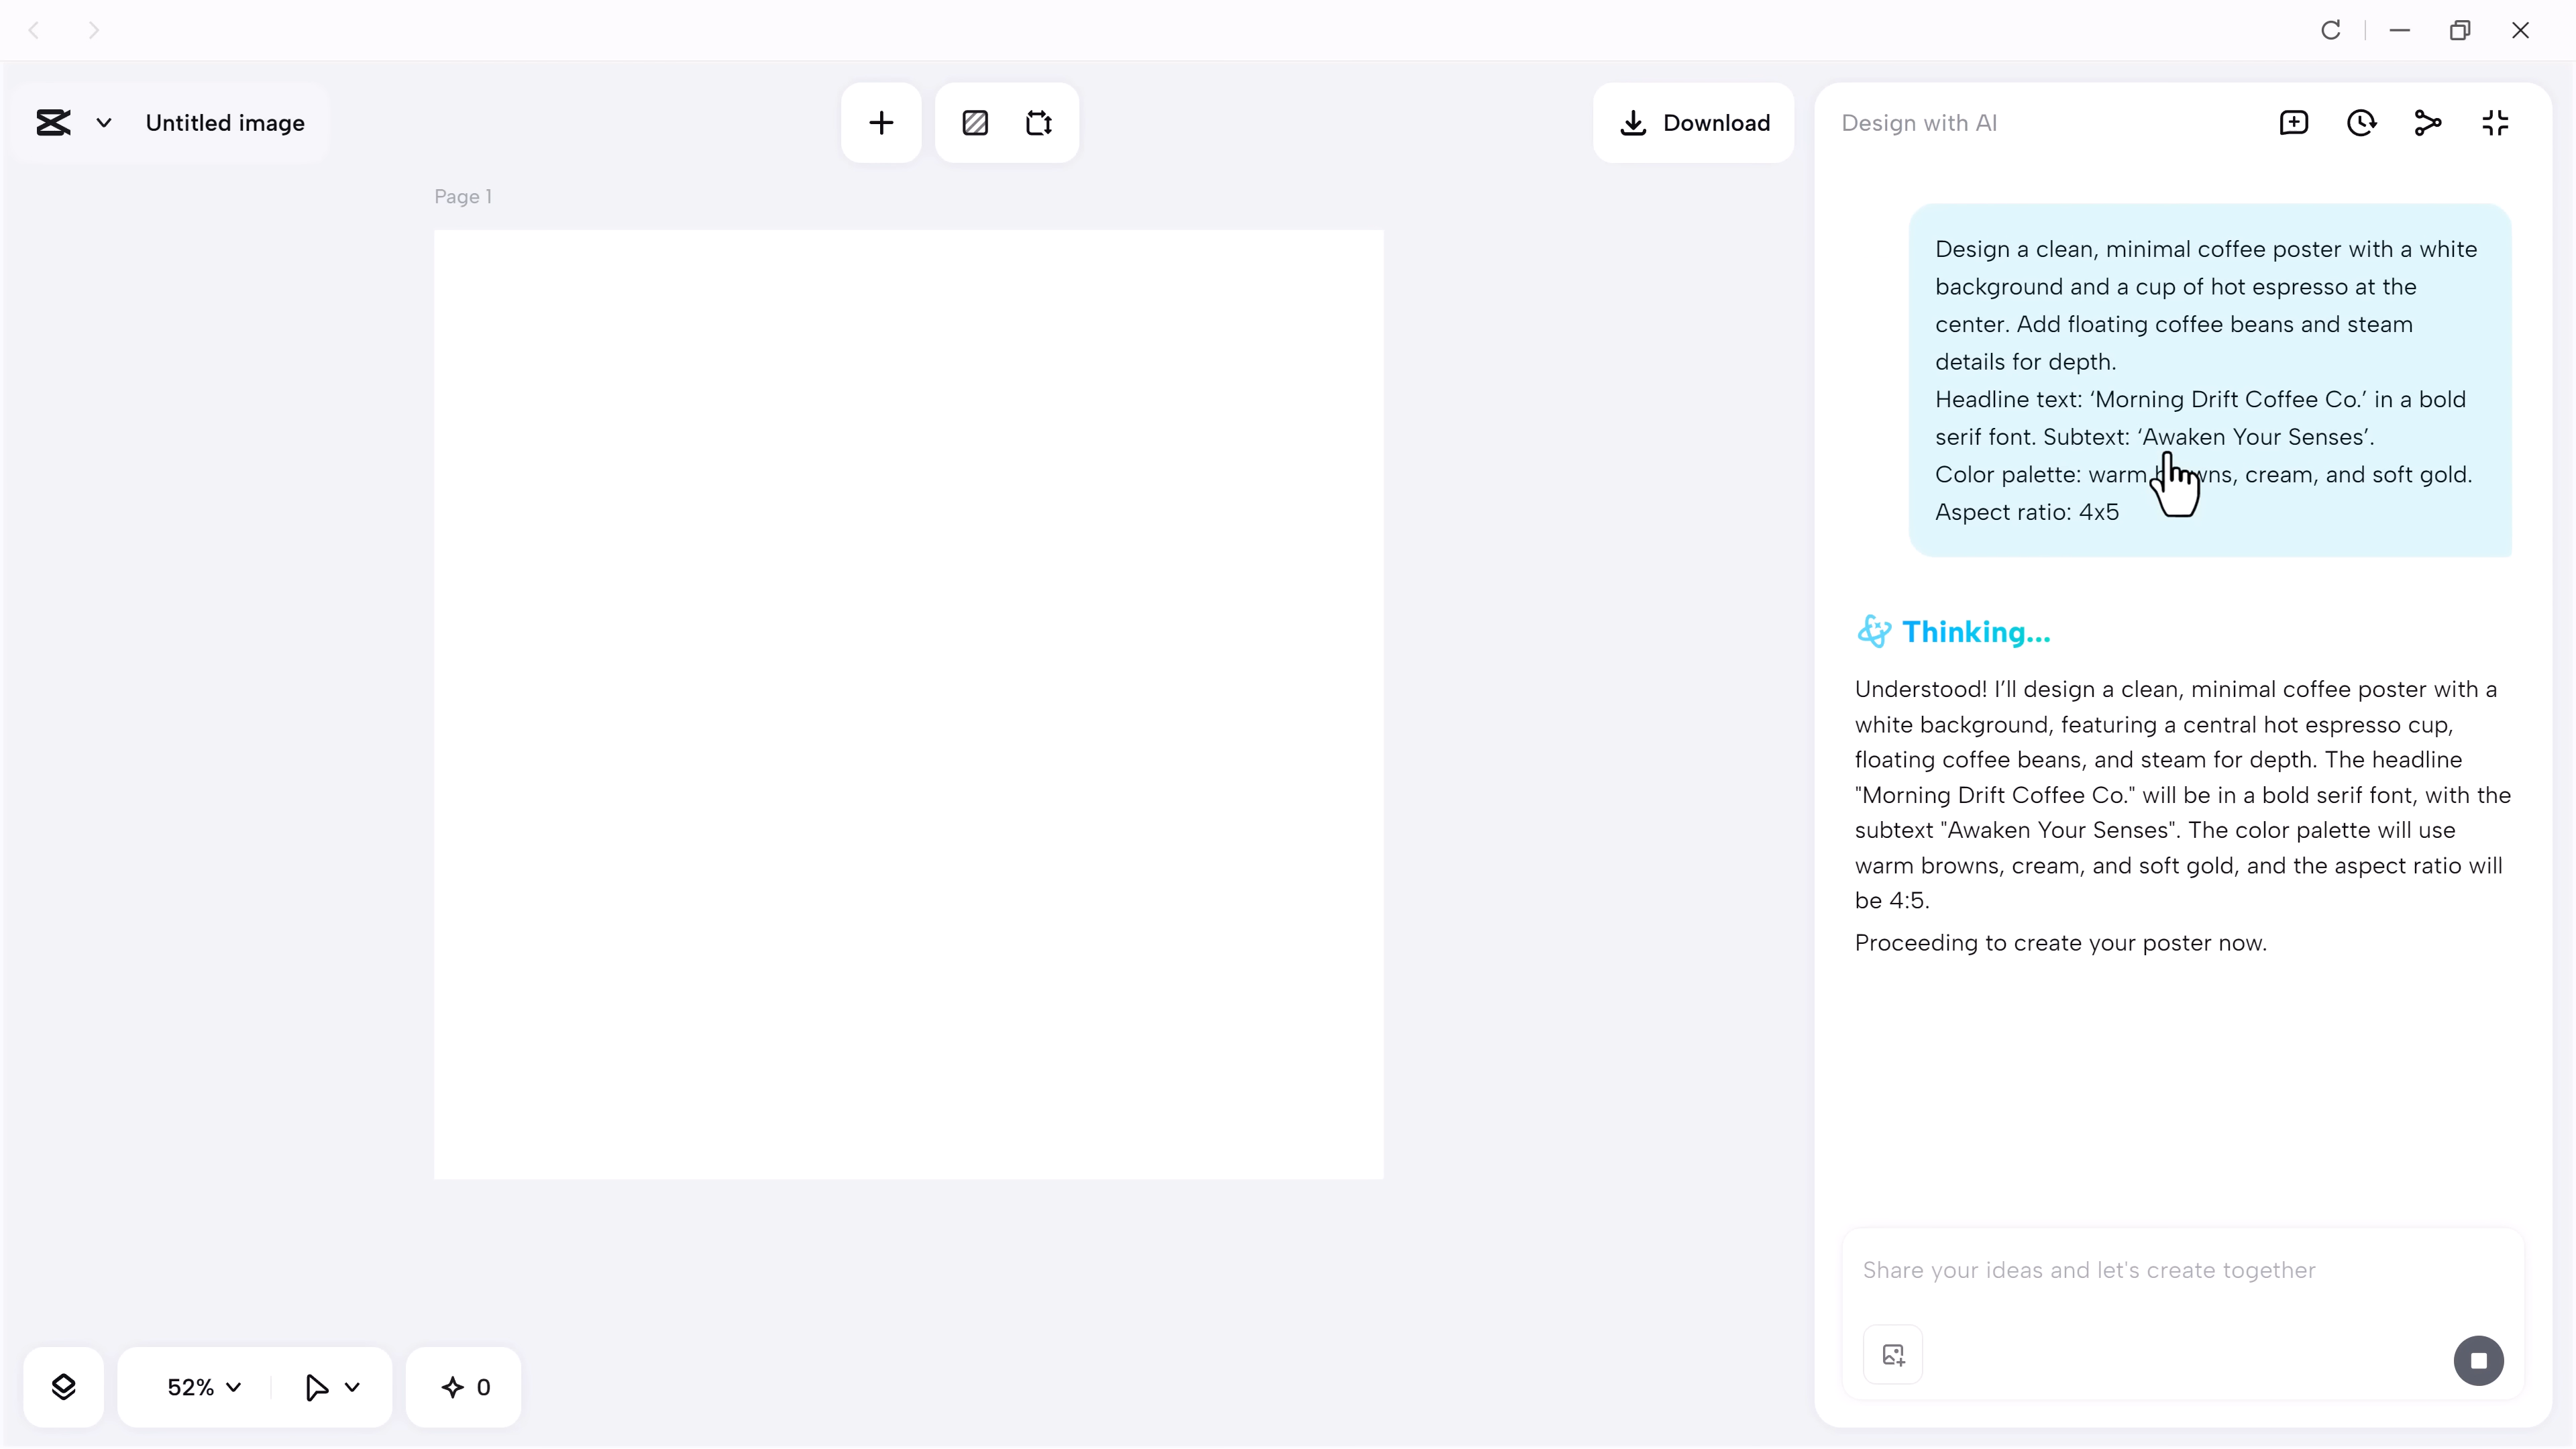 Untitled image
Download
Design with AI
Page 1
Design a clean, minimal coffee poster with a white
background and a cup of hot espresso at the
center. Add floating coffee beans and steam
details for depth.
Headline text: ‘Morning Drift Coffee Co.’ in a bold
serif font. Subtext: ‘Awaken Your Senses’.
Color palette: warm browns, cream, and soft gold.
Aspect ratio: 4x5
Thinking...
Understood! I’ll design a clean, minimal coffee poster with a
white background, featuring a central hot espresso cup,
floating coffee beans, and steam for depth. The headline
"Morning Drift Coffee Co." will be in a bold serif font, with the
subtext "Awaken Your Senses". The color palette will use
warm browns, cream, and soft gold, and the aspect ratio will
be 4:5.
Proceeding to create your poster now.
Share your ideas and let's create together
52%
0